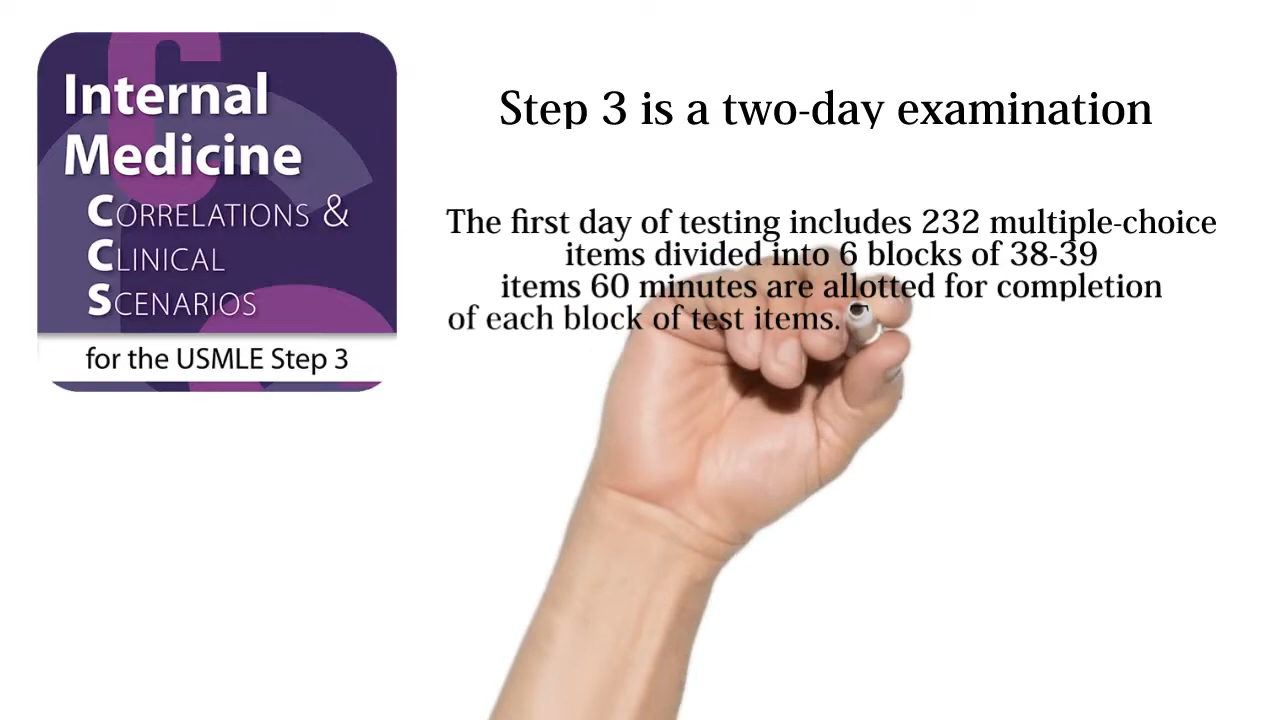 Internal
Medicine
CORRELATIONS &
CLINICAL
SCENARIOS
for the USMLE Step 3
Step 3 is a two-day examination
The first day of testing includes 232 multiple-choice
items divided into 6 blocks of 38-39
items 60 minutes are allotted for completion
of each block of test items.